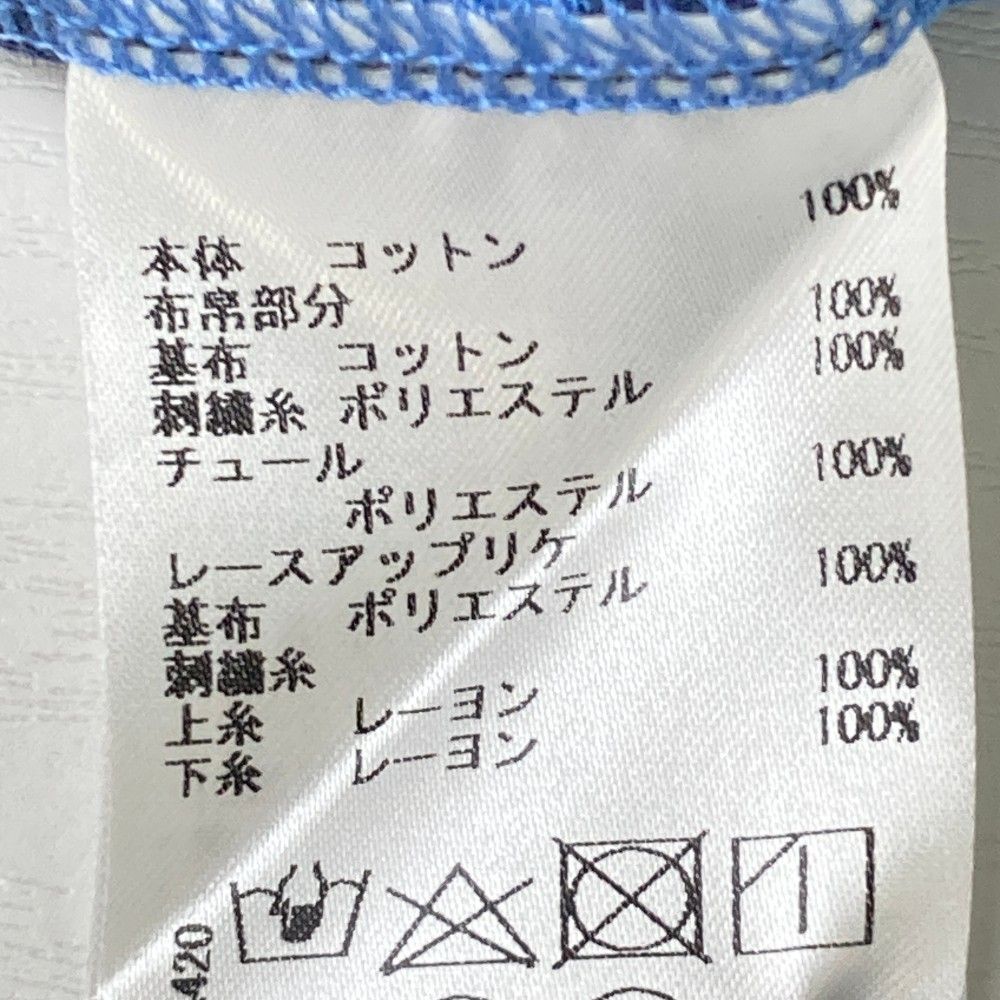 本体 コットン 100%
布帛部分
基布 コットン 100%
刺繍糸 ポリエステル 100%
チュール
ポリエステル 100%
レースアップリケ
基布 ポリエステル 100%
刺繍糸
上糸 レーヨン 100%
下糸 レーヨン 100%
420